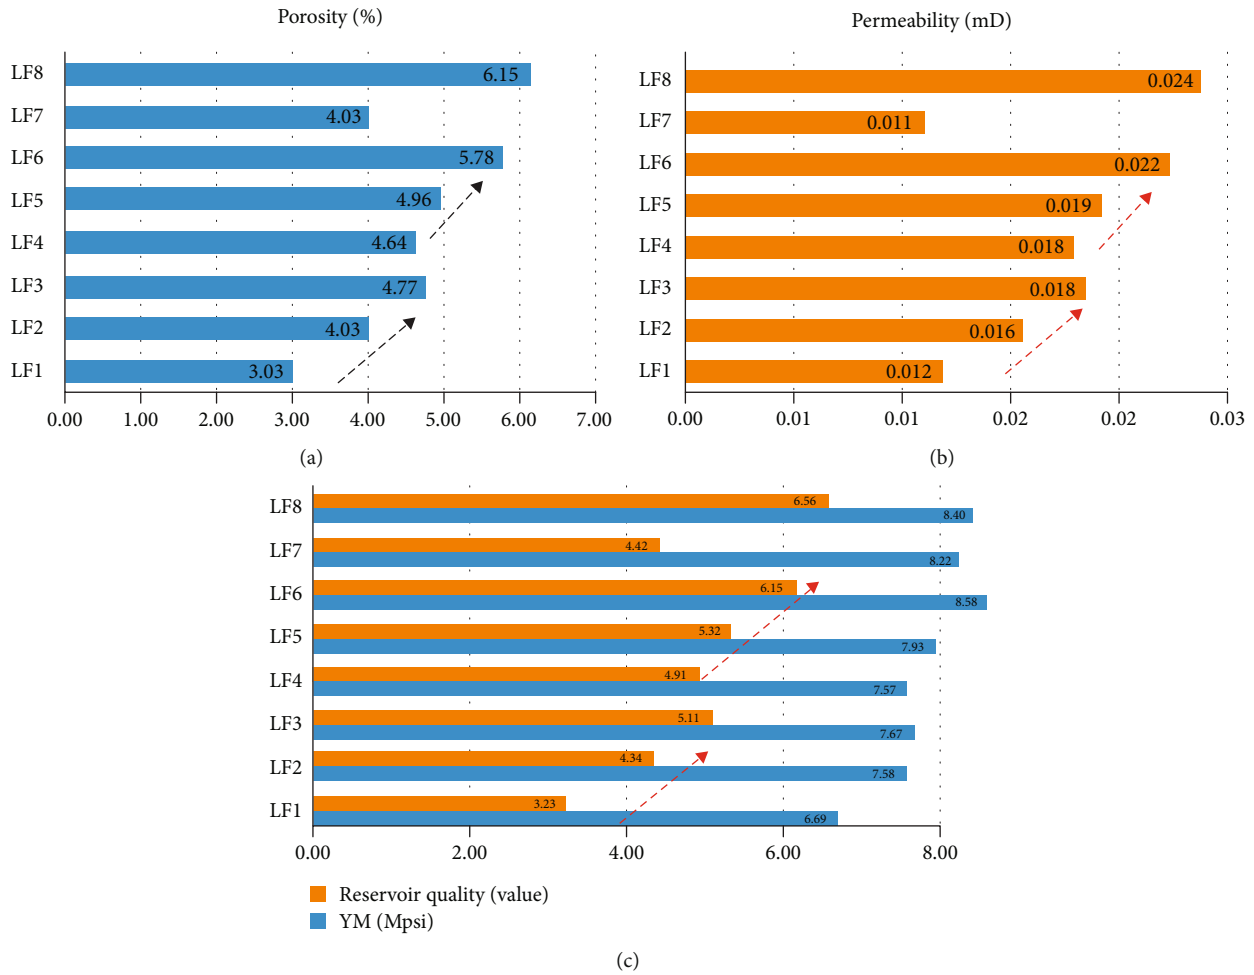 Porosity (%)
LF8 6.15
LF7 4.03
LF6 5.78
LF5 4.96
LF4 4.64
LF3 4.77
LF2 4.03
LF1 3.03
0.00 1.00 2.00 3.00 4.00 5.00 6.00 7.00
(a)
Permeability (mD)
LF8 0.024
LF7 0.011
LF6 0.022
LF5 0.019
LF4 0.018
LF3 0.018
LF2 0.016
LF1 0.012
0.00 0.01 0.01 0.02 0.02 0.03
(b)
LF8 6.56
8.40
LF7 4.42
8.22
LF6 6.15
8.58
LF5 5.32
7.93
LF4 4.91
7.57
LF3 5.11
7.67
LF2 4.34
7.58
LF1 3.23
6.69
0.00 2.00 4.00 6.00 8.00
Reservoir quality (value)
YM (Mpsi)
(c)